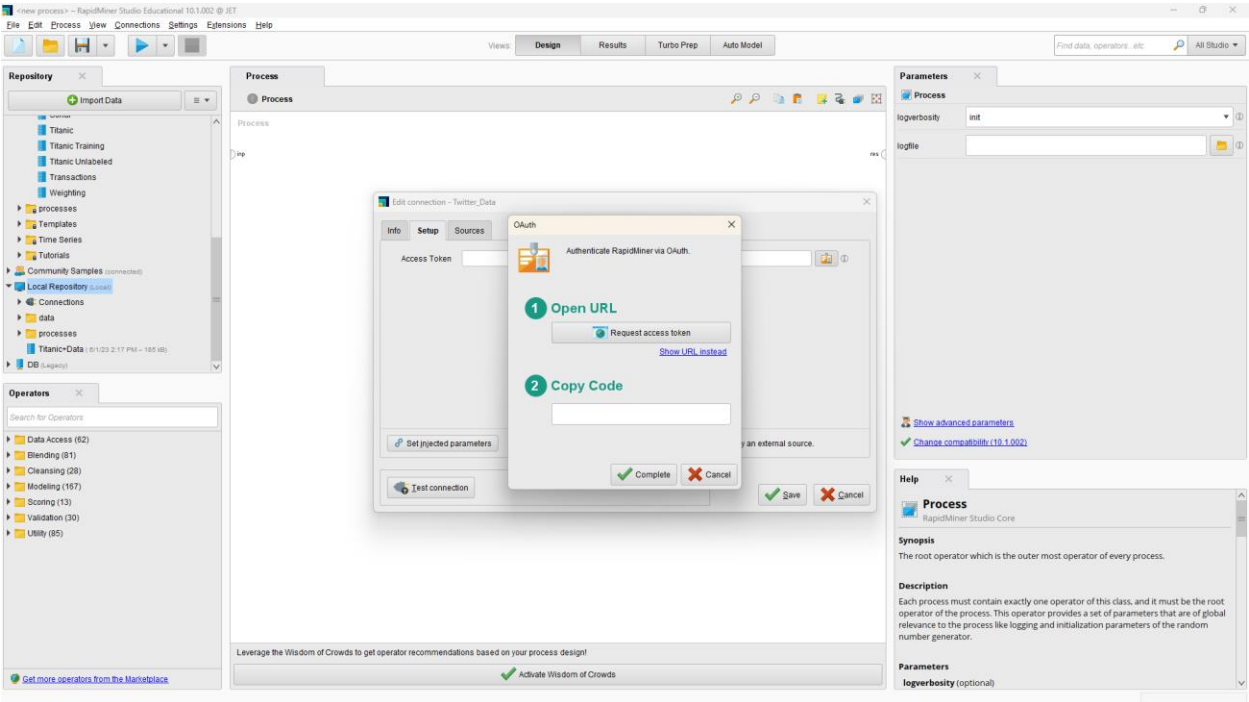 <new process> – RapidMiner Studio Educational 10.1.002 @ JET
File Edit Process View Connections Settings Extensions Help
Views: Design Results Turbo Prep Auto Model
Find data, operators...etc
All Studio
Repository
Import Data
Titanic
Titanic Training
Titanic Unlabeled
Transactions
Weighting
processes
Templates
Time Series
Tutorials
Community Samples (connected)
Local Repository (Local)
Connections
data
processes
Titanic+Data (5/1/23 2:17 PM – 165 kB)
DB (Legacy)
Operators
Search for Operators
Data Access (62)
Blending (81)
Cleansing (28)
Modeling (167)
Scoring (13)
Validation (30)
Utility (85)
Get more operators from the Marketplace
Process
Process
Process
inp
res
Edit connection - Twitter_Data
Info Setup Sources
Access Token
Set injected parameters
y an external source.
Test connection
Save
Cancel
OAuth
Authenticate RapidMiner via OAuth.
1 Open URL
Request access token
Show URL instead
2 Copy Code
Complete
Cancel
Leverage the Wisdom of Crowds to get operator recommendations based on your process design!
Activate Wisdom of Crowds
Parameters
Process
logverbosity
init
logfile
Show advanced parameters
Change compatibility (10.1.002)
Help
Process
RapidMiner Studio Core
Synopsis
The root operator which is the outer most operator of every process.
Description
Each process must contain exactly one operator of this class, and it must be the root
operator of the process. This operator provides a set of parameters that are of global
relevance to the process like logging and initialization parameters of the random
number generator.
Parameters
logverbosity (optional)